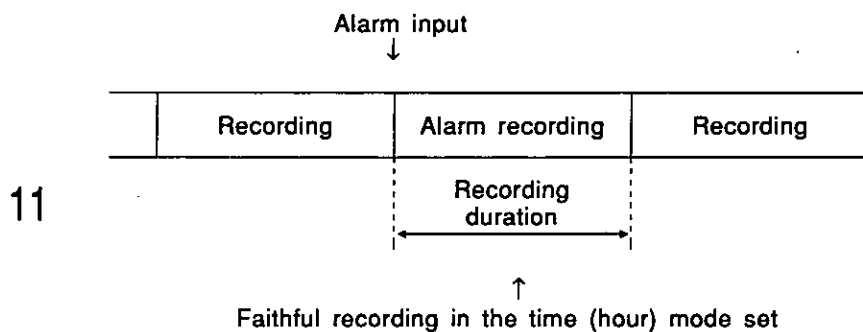 Alarm input
↓
Recording
Alarm recording
Recording
11
Recording
duration
↑
Faithful recording in the time (hour) mode set